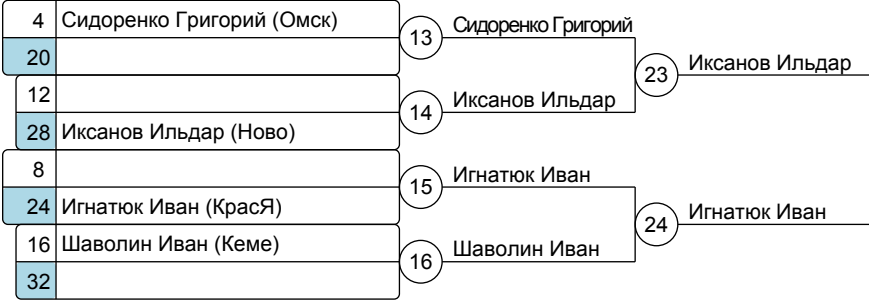 4 Сидоренко Григорий (Омск)
20
13
Сидоренко Григорий
12
28 Иксанов Ильдар (Ново)
14
Иксанов Ильдар
23
Иксанов Ильдар
8
24 Игнатюк Иван (КрасЯ)
15
Игнатюк Иван
16 Шаволин Иван (Кеме)
32
16
Шаволин Иван
24
Игнатюк Иван